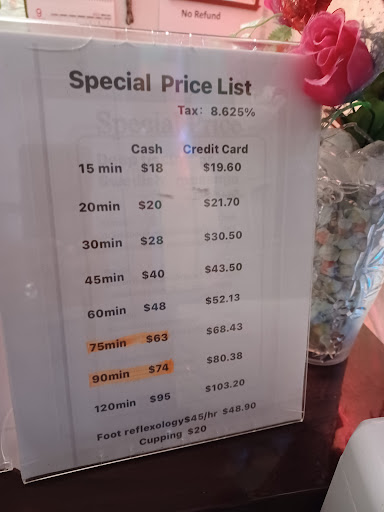 No Refund
Special Price List
Tax: 8.625%
Cash Credit Card
15 min $18 $19.60
20min $20 $21.70
30min $28 $30.50
45min $40 $43.50
60min $48 $52.13
75min $63 $68.43
90min $74 $80.38
120min $95 $103.20
Foot reflexology$45/hr $48.90
Cupping $20